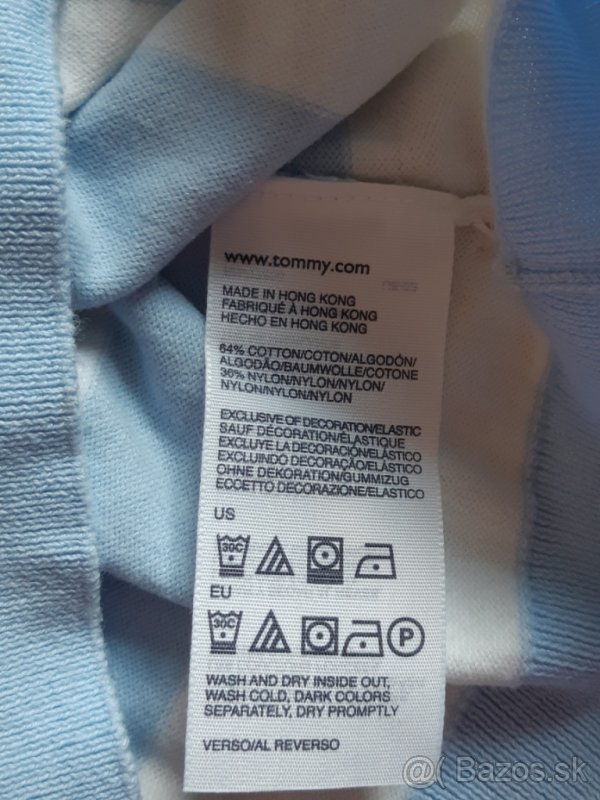 www.tommy.com
MADE IN HONG KONG
FABRIQUÉ À HONG KONG
HECHO EN HONG KONG
64% COTTON/COTON/ALGODÓN/
ALGODÃO/BAUMWOLLE/COTONE
36% NYLON/NYLON/NYLON/
NYLON/NYLON/NYLON
EXCLUSIVE OF DECORATION/ELASTIC
SAUF DÉCORATION/ÉLASTIQUE
EXCLUYE LA DECORACIÓN/ELÁSTICO
EXCLUINDO DECORAÇÃO/ELÁSTICO
OHNE DEKORATION/GUMMIZUG
ECCETTO DECORAZIONE/ELASTICO
US
30C
EU
30C
P
WASH AND DRY INSIDE OUT,
WASH COLD, DARK COLORS
SEPARATELY, DRY PROMPTLY
VERSO/AL REVERSO
@( Bazos.sk